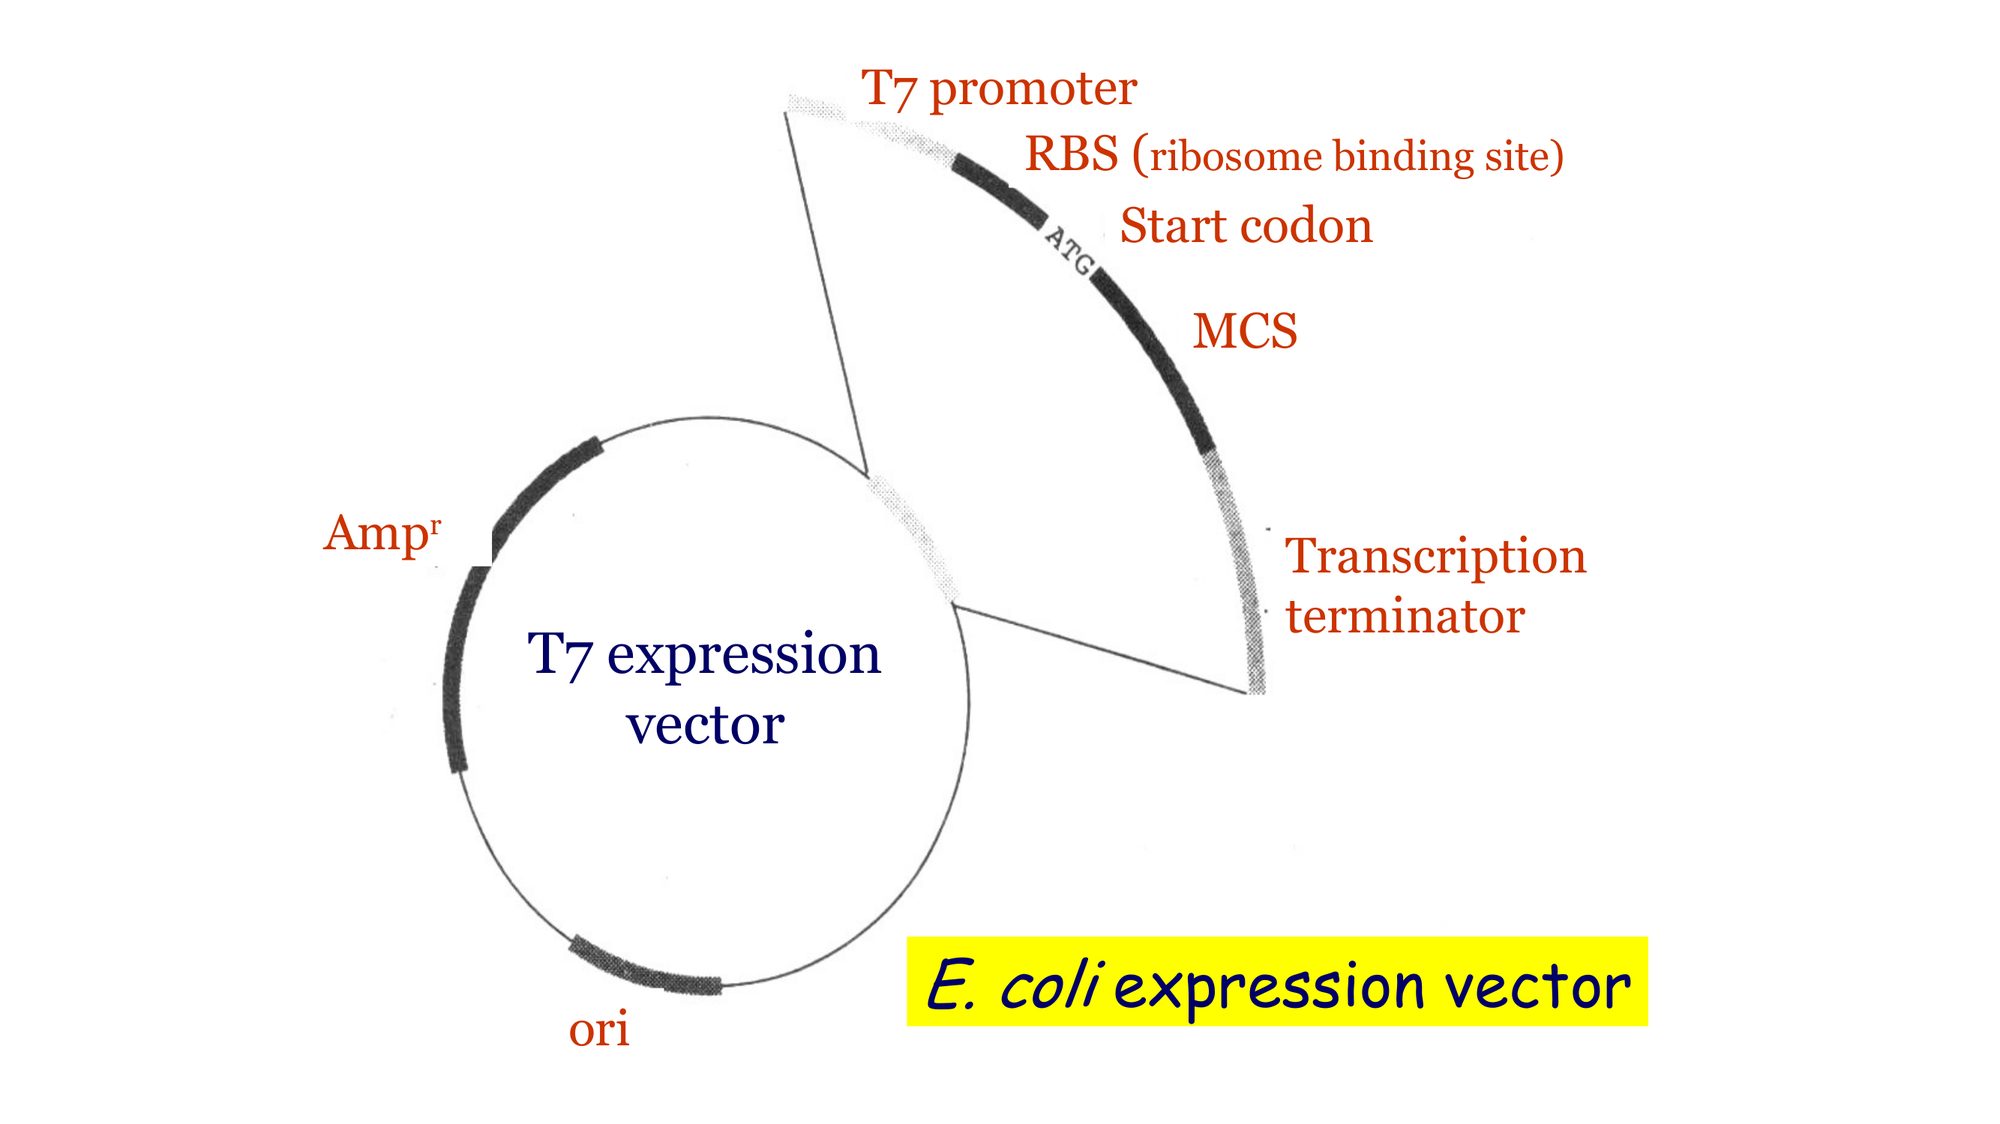 T7 promoter
RBS (ribosome binding site)
Start codon
ATG
MCS
Ampʳ
Transcription
terminator
T7 expression
vector
E. coli expression vector
ori